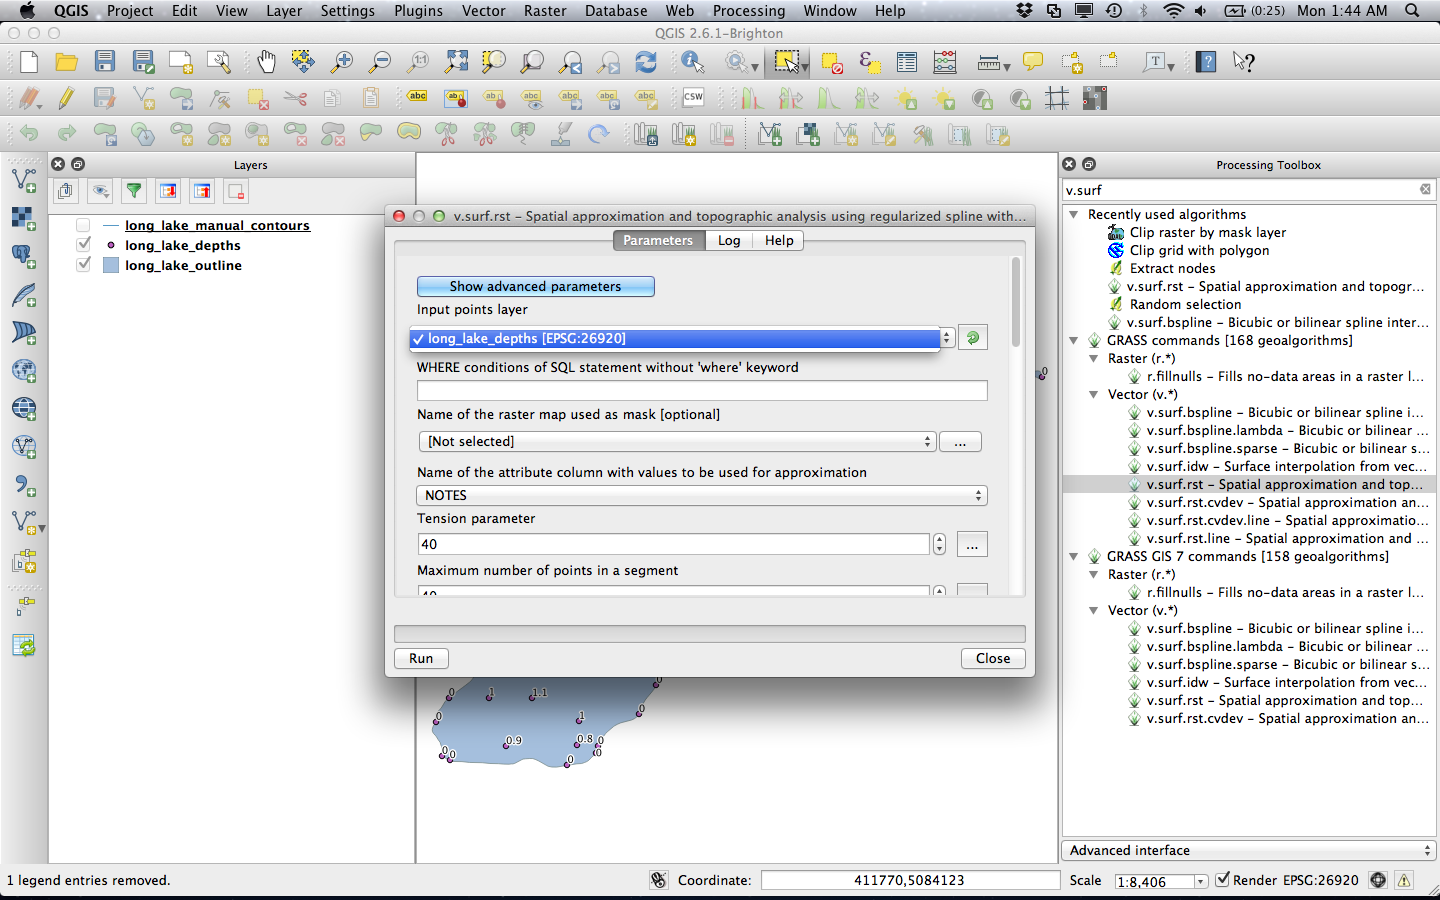 QGIS Project Edit View Layer Settings Plugins Vector Raster Database Web Processing Window Help (0:25) Mon 1:44 AM
QGIS 2.6.1-Brighton
Layers
long_lake_manual_contours
long_lake_depths
long_lake_outline
v.surf.rst - Spatial approximation and topographic analysis using regularized spline with...
Parameters Log Help
Show advanced parameters
Input points layer
long_lake_depths [EPSG:26920]
WHERE conditions of SQL statement without 'where' keyword
Name of the raster map used as mask [optional]
[Not selected] ...
Name of the attribute column with values to be used for approximation
NOTES
Tension parameter
40 ...
Maximum number of points in a segment
40
Run Close
0
0 1 1.1 0
0 1 0
0.9 0.8 0
0 0 0
0
Processing Toolbox
v.surf
Recently used algorithms
Clip raster by mask layer
Clip grid with polygon
Extract nodes
v.surf.rst - Spatial approximation and topogr...
Random selection
v.surf.bspline - Bicubic or bilinear spline inter...
GRASS commands [168 geoalgorithms]
Raster (r.*)
r.fillnulls - Fills no-data areas in a raster l...
Vector (v.*)
v.surf.bspline - Bicubic or bilinear spline i...
v.surf.bspline.lambda - Bicubic or bilinear ...
v.surf.bspline.sparse - Bicubic or bilinear s...
v.surf.idw - Surface interpolation from vec...
v.surf.rst - Spatial approximation and top...
v.surf.rst.cvdev - Spatial approximation an...
v.surf.rst.cvdev.line - Spatial approximatio...
v.surf.rst.line - Spatial approximation and ...
GRASS GIS 7 commands [158 geoalgorithms]
Raster (r.*)
r.fillnulls - Fills no-data areas in a raster l...
Vector (v.*)
v.surf.bspline - Bicubic or bilinear spline i...
v.surf.bspline.lambda - Bicubic or bilinear ...
v.surf.bspline.sparse - Bicubic or bilinear s...
v.surf.idw - Surface interpolation from vec...
v.surf.rst - Spatial approximation and top...
v.surf.rst.cvdev - Spatial approximation an...
Advanced interface
1 legend entries removed. Coordinate: 411770,5084123 Scale 1:8,406 Render EPSG:26920